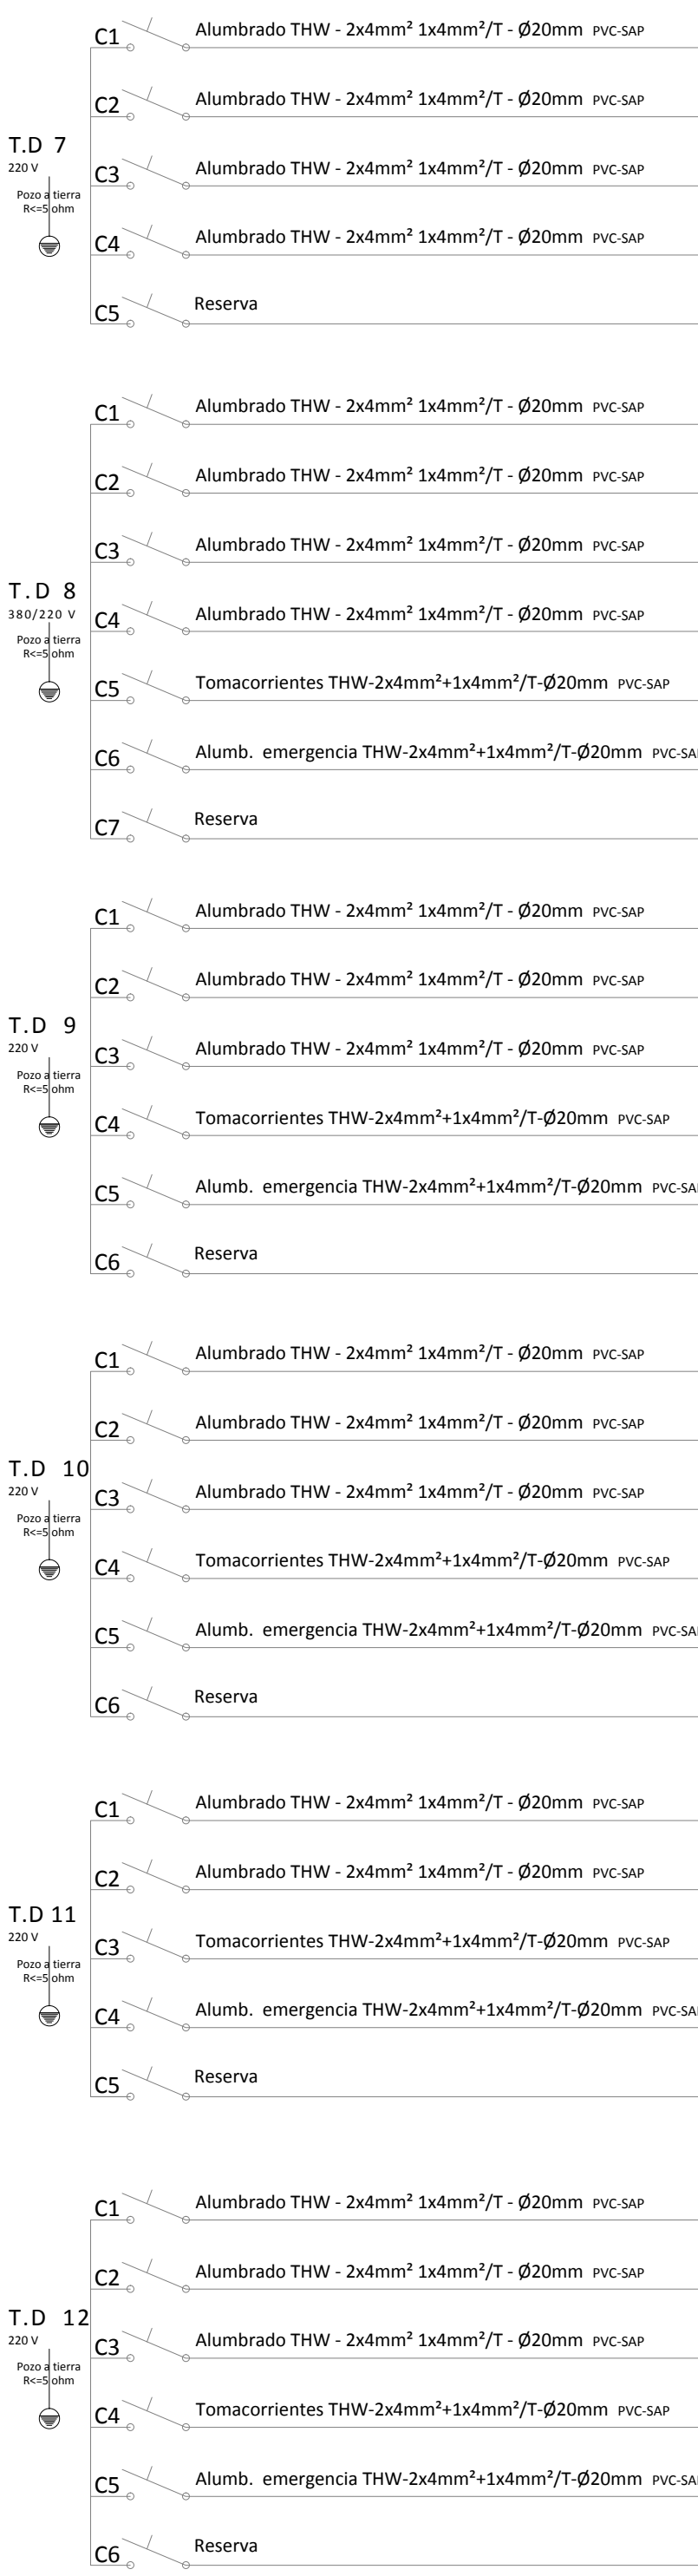 C1 Alumbrado THW - 2x4mm² 1x4mm²/T - Ø20mm PVC-SAP
C2 Alumbrado THW - 2x4mm² 1x4mm²/T - Ø20mm PVC-SAP
T.D 7
220 V
C3 Alumbrado THW - 2x4mm² 1x4mm²/T - Ø20mm PVC-SAP
Pozo a tierra
R<=5 ohm
C4 Alumbrado THW - 2x4mm² 1x4mm²/T - Ø20mm PVC-SAP
C5 Reserva
C1 Alumbrado THW - 2x4mm² 1x4mm²/T - Ø20mm PVC-SAP
C2 Alumbrado THW - 2x4mm² 1x4mm²/T - Ø20mm PVC-SAP
C3 Alumbrado THW - 2x4mm² 1x4mm²/T - Ø20mm PVC-SAP
T.D 8
380/220 V
C4 Alumbrado THW - 2x4mm² 1x4mm²/T - Ø20mm PVC-SAP
Pozo a tierra
R<=5 ohm
C5 Tomacorrientes THW-2x4mm²+1x4mm²/T-Ø20mm PVC-SAP
C6 Alumb. emergencia THW-2x4mm²+1x4mm²/T-Ø20mm PVC-SA
C7 Reserva
C1 Alumbrado THW - 2x4mm² 1x4mm²/T - Ø20mm PVC-SAP
C2 Alumbrado THW - 2x4mm² 1x4mm²/T - Ø20mm PVC-SAP
T.D 9
220 V
C3 Alumbrado THW - 2x4mm² 1x4mm²/T - Ø20mm PVC-SAP
Pozo a tierra
R<=5 ohm
C4 Tomacorrientes THW-2x4mm²+1x4mm²/T-Ø20mm PVC-SAP
C5 Alumb. emergencia THW-2x4mm²+1x4mm²/T-Ø20mm PVC-SA
C6 Reserva
C1 Alumbrado THW - 2x4mm² 1x4mm²/T - Ø20mm PVC-SAP
C2 Alumbrado THW - 2x4mm² 1x4mm²/T - Ø20mm PVC-SAP
T.D 10
220 V
C3 Alumbrado THW - 2x4mm² 1x4mm²/T - Ø20mm PVC-SAP
Pozo a tierra
R<=5 ohm
C4 Tomacorrientes THW-2x4mm²+1x4mm²/T-Ø20mm PVC-SAP
C5 Alumb. emergencia THW-2x4mm²+1x4mm²/T-Ø20mm PVC-SA
C6 Reserva
C1 Alumbrado THW - 2x4mm² 1x4mm²/T - Ø20mm PVC-SAP
C2 Alumbrado THW - 2x4mm² 1x4mm²/T - Ø20mm PVC-SAP
T.D 11
220 V
C3 Tomacorrientes THW-2x4mm²+1x4mm²/T-Ø20mm PVC-SAP
Pozo a tierra
R<=5 ohm
C4 Alumb. emergencia THW-2x4mm²+1x4mm²/T-Ø20mm PVC-SA
C5 Reserva
C1 Alumbrado THW - 2x4mm² 1x4mm²/T - Ø20mm PVC-SAP
C2 Alumbrado THW - 2x4mm² 1x4mm²/T - Ø20mm PVC-SAP
T.D 12
220 V
C3 Alumbrado THW - 2x4mm² 1x4mm²/T - Ø20mm PVC-SAP
Pozo a tierra
R<=5 ohm
C4 Tomacorrientes THW-2x4mm²+1x4mm²/T-Ø20mm PVC-SAP
C5 Alumb. emergencia THW-2x4mm²+1x4mm²/T-Ø20mm PVC-SA
C6 Reserva